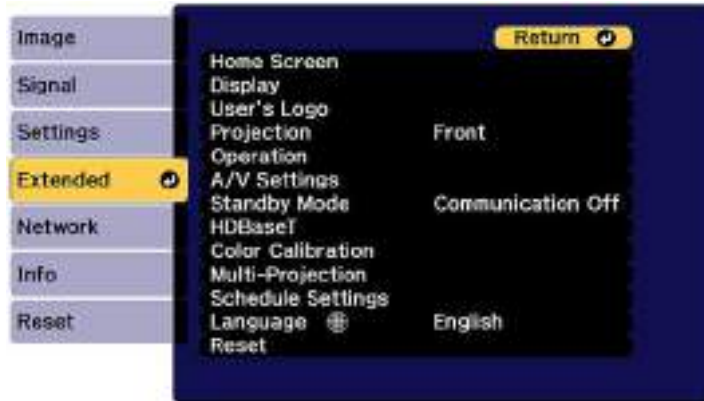 Image
Signal
Settings
Extended
Network
Info
Reset
Return
Home Screen
Display
User's Logo
Projection Front
Operation
A/V Settings
Standby Mode Communication Off
HDBaseT
Color Calibration
Multi-Projection
Schedule Settings
Language English
Reset